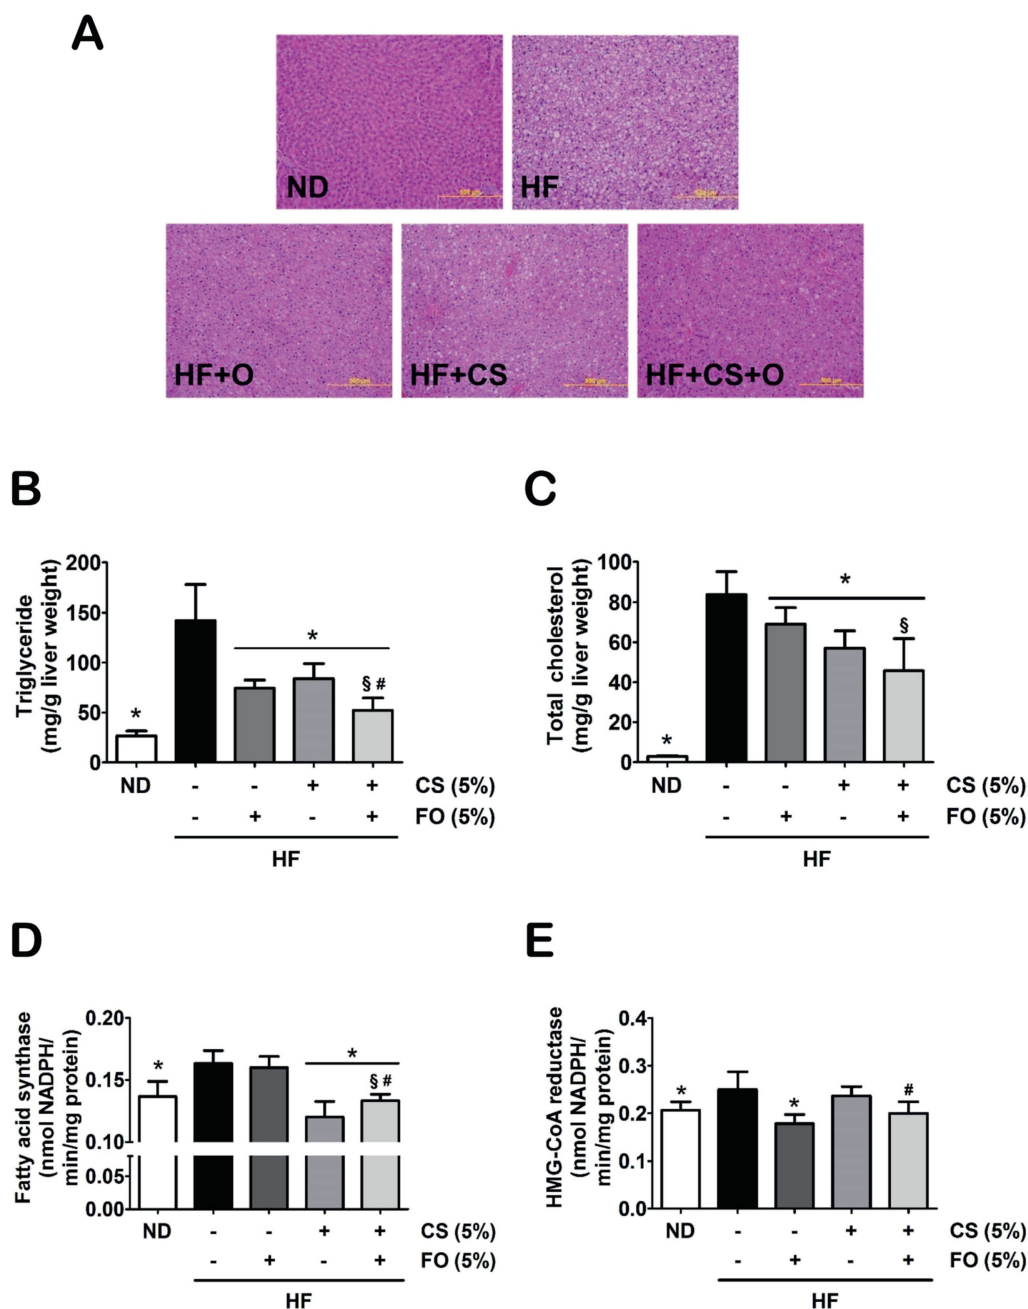 A
ND
HF
HF+O
HF+CS
HF+CS+O
500 μm
B
Triglyceride
(mg/g liver weight)
200
150
100
50
0
*
*
§ #
ND - - + + CS (5%)
- + - + FO (5%)
HF
C
Total cholesterol
(mg/g liver weight)
100
80
60
40
20
0
*
*
§
ND - - + + CS (5%)
- + - + FO (5%)
HF
D
Fatty acid synthase
(nmol NADPH/
min/mg protein)
0.20
0.15
0.10
0.05
0.00
*
*
§ #
ND - - + + CS (5%)
- + - + FO (5%)
HF
E
HMG-CoA reductase
(nmol NADPH/
min/mg protein)
0.4
0.3
0.2
0.1
0.0
*
*
#
ND - - + + CS (5%)
- + - + FO (5%)
HF